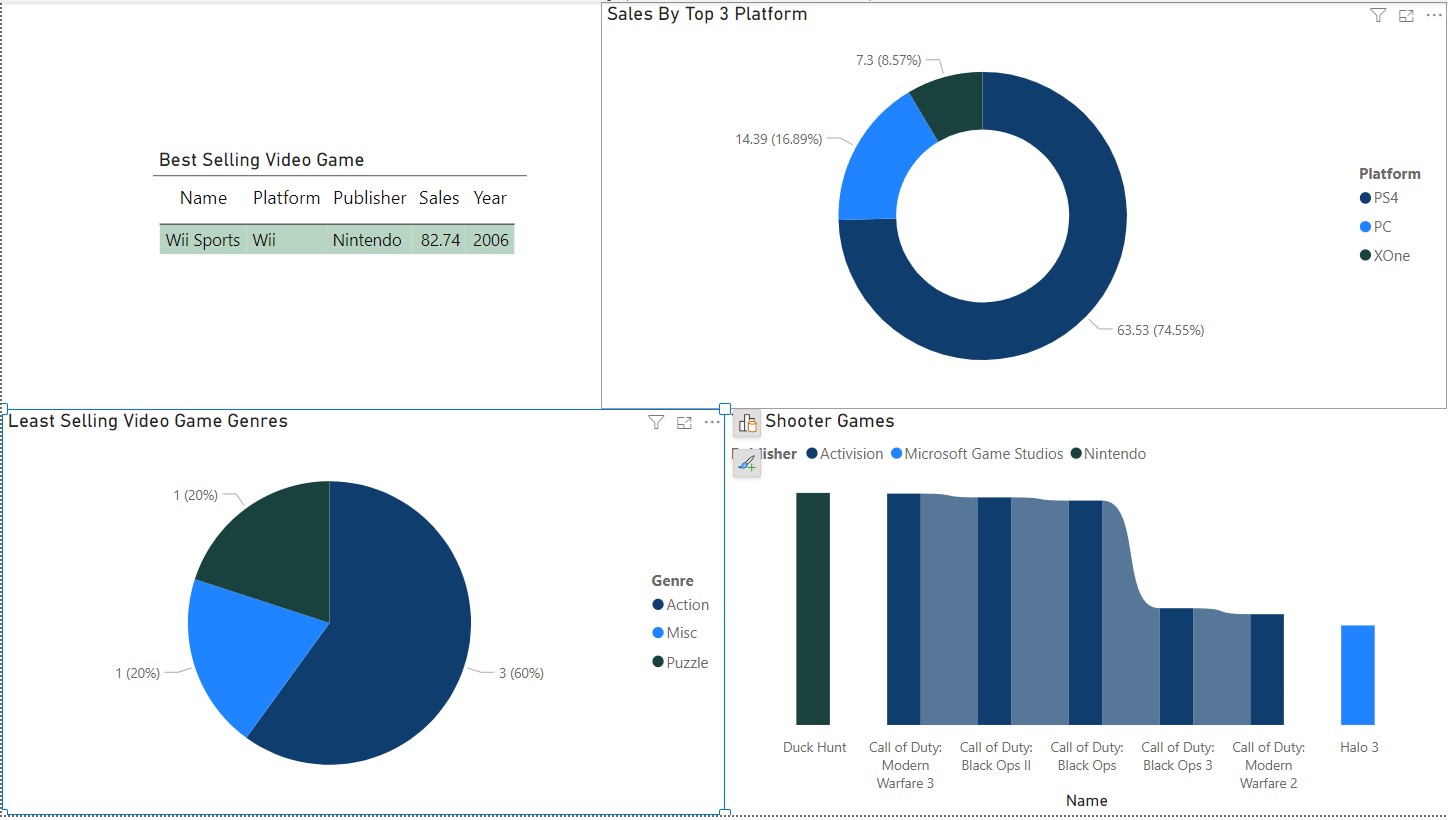 Sales By Top 3 Platform
7.3 (8.57%)
14.39 (16.89%)
63.53 (74.55%)
Platform
PS4
PC
XOne
Best Selling Video Game
Name Platform Publisher Sales Year
Wii Sports Wii Nintendo 82.74 2006
Least Selling Video Game Genres
1 (20%)
1 (20%)
3 (60%)
Genre
Action
Misc
Puzzle
Shooter Games
Activision Microsoft Game Studios Nintendo
Duck Hunt
Call of Duty:
Modern
Warfare 3
Call of Duty:
Black Ops II
Call of Duty:
Black Ops
Call of Duty:
Black Ops 3
Call of Duty:
Modern
Warfare 2
Halo 3
Name